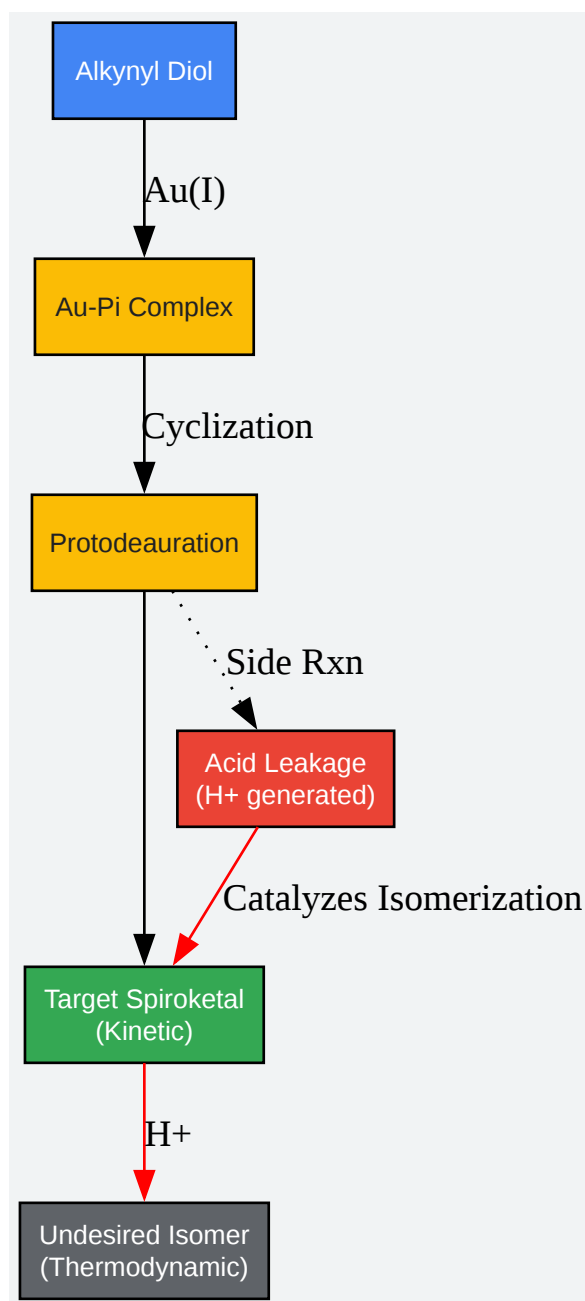 Alkynyl Diol
Au(I)
Au-Pi Complex
Cyclization
Protodeauration
Side Rxn
Acid Leakage
(H+ generated)
Catalyzes Isomerization
Target Spiroketal
(Kinetic)
H+
Undesired Isomer
(Thermodynamic)